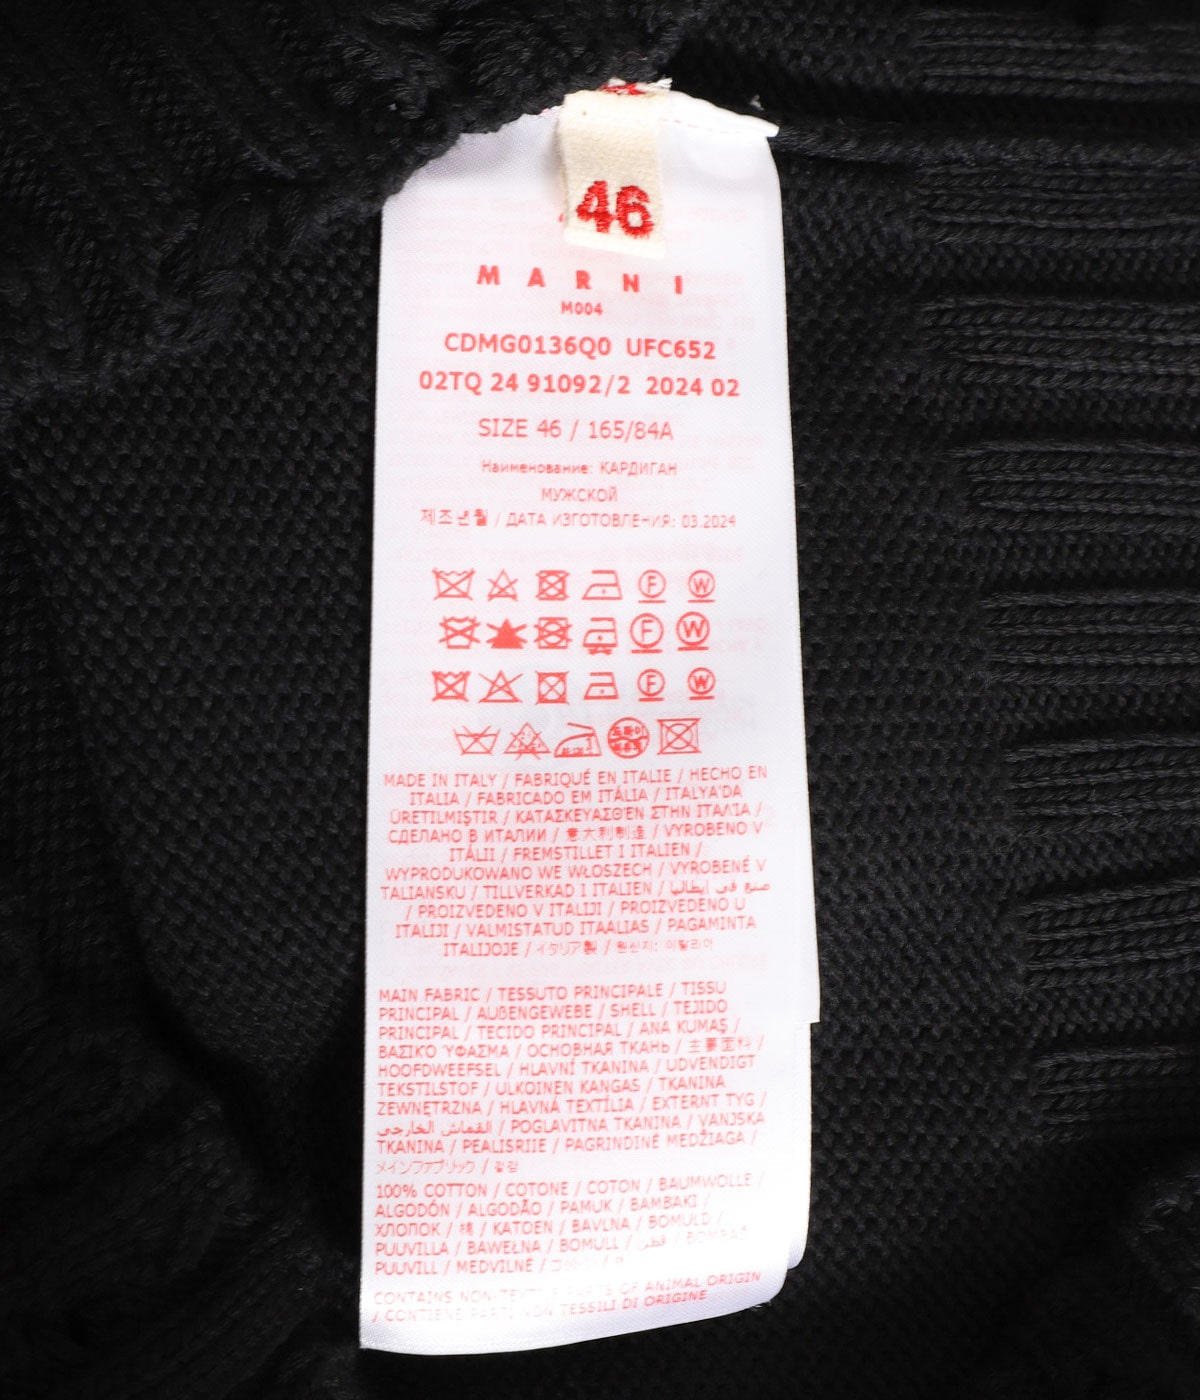 46
MARNI
M004
CDMG0136Q0 UFC652
02TQ 24 91092/2 2024 02
SIZE 46 / 165/84A
Наименование: КАРДИГАН
МУЖСКОЙ
제조년월 / ДАТА ИЗГОТОВЛЕНИЯ: 03.2024
F W
F W
F W
MADE IN ITALY / FABRIQUÉ EN ITALIE / HECHO EN
ITALIA / FABRICADO EM ITÁLIA / ITALYA'DA
ÜRETILMIŞTIR / ΚΑΤΑΣΚΕΥΑΣΘΕΝ ΣΤΗΝ ΙΤΑΛΙΑ /
СДЕЛАНО В ИТАЛИИ / 意大利制造 / VYROBENO V
ITÁLII / FREMSTILLET I ITALIEN /
WYPRODUKOWANO WE WŁOSZECH / VYROBENÉ V
TALIANSKU / TILLVERKAD I ITALIEN / صنع في ايطاليا
/ PROIZVEDENO V ITALIJI / PROIZVEDENO U
ITALIJI / VALMISTATUD ITAALIAS / PAGAMINTA
ITALIJOJE / イタリア製 / 원산지: 이탈리아
MAIN FABRIC / TESSUTO PRINCIPALE / TISSU
PRINCIPAL / AUßENGEWEBE / SHELL / TEJIDO
PRINCIPAL / TECIDO PRINCIPAL / ANA KUMAŞ /
ΒΑΣΙΚΟ ΎΦΑΣΜΑ / ОСНОВНАЯ ТКАНЬ / 主要面料 /
HOOFDWEEFSEL / HLAVNÍ TKANINA / UDVENDIGT
TEKSTILSTOF / ULKOINEN KANGAS / TKANINA
ZEWNĘTRZNA / HLAVNÁ TEXTÍLIA / EXTERNT TYG /
القماش الخارجي / POGLAVITNA TKANINA / VANJSKA
TKANINA / PEALISRIIE / PAGRINDINĖ MEDŽIAGA /
メインファブリック / 겉감
100% COTTON / COTONE / COTON / BAUMWOLLE /
ALGODÓN / ALGODÃO / PAMUK / ΒΑΜΒΑΚΙ /
ХЛОПОК / 棉 / KATOEN / BAVLNA / BOMULD /
PUUVILLA / BAWEŁNA / BOMULL / قطن / BOMBAŽ
PUUVILL / MEDVILNĖ /
CONTAINS NON-TEXTILE PARTS OF ANIMAL ORIGIN
/ CONTIENE PARTI NON TESSILI DI ORIGINE